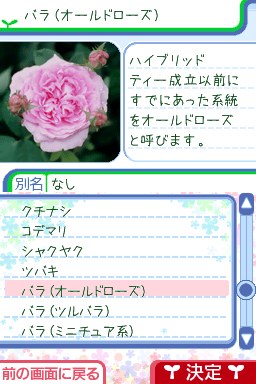 バラ(オールドローズ)
ハイブリッド
ティー成立以前に
すでにあった系統
をオールドローズ
と呼びます。
別名 なし
クチナシ
コデマリ
シャクヤク
ツバキ
バラ(オールドローズ)
バラ(ツルバラ)
バラ(ミニチュア系)
前の画面に戻る
決定